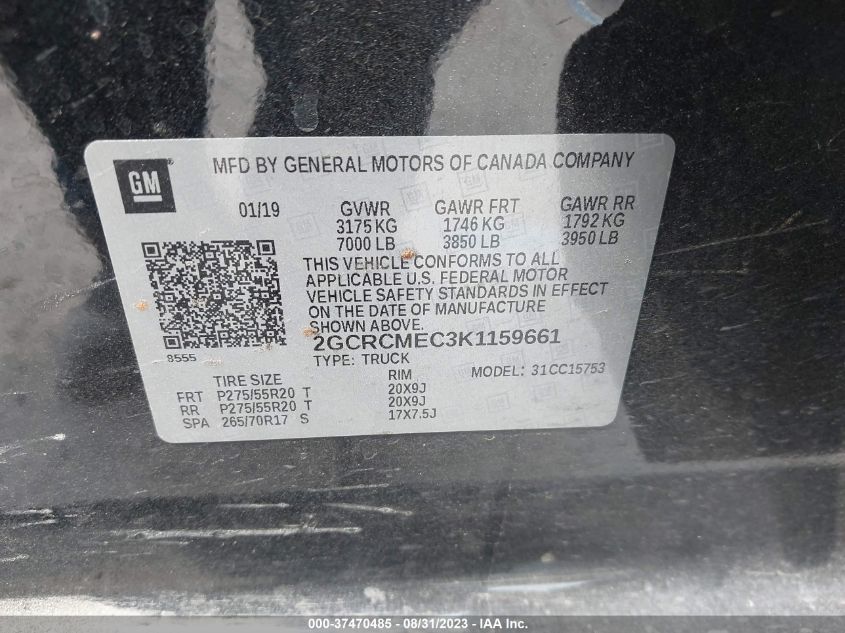 GM
MFD BY GENERAL MOTORS OF CANADA COMPANY
01/19 GVWR GAWR FRT GAWR RR
3175 KG 1746 KG 1792 KG
7000 LB 3850 LB 3950 LB
THIS VEHICLE CONFORMS TO ALL
APPLICABLE U.S. FEDERAL MOTOR
VEHICLE SAFETY STANDARDS IN EFFECT
ON THE DATE OF MANUFACTURE
SHOWN ABOVE.
2GCRCMEC3K1159661
8555
TYPE: TRUCK
MODEL: 31CC15753
TIRE SIZE RIM
FRT P275/55R20 T 20X9J
RR P275/55R20 T 20X9J
SPA 265/70R17 S 17X7.5J
000-37470485 - 08/31/2023 - IAA Inc.